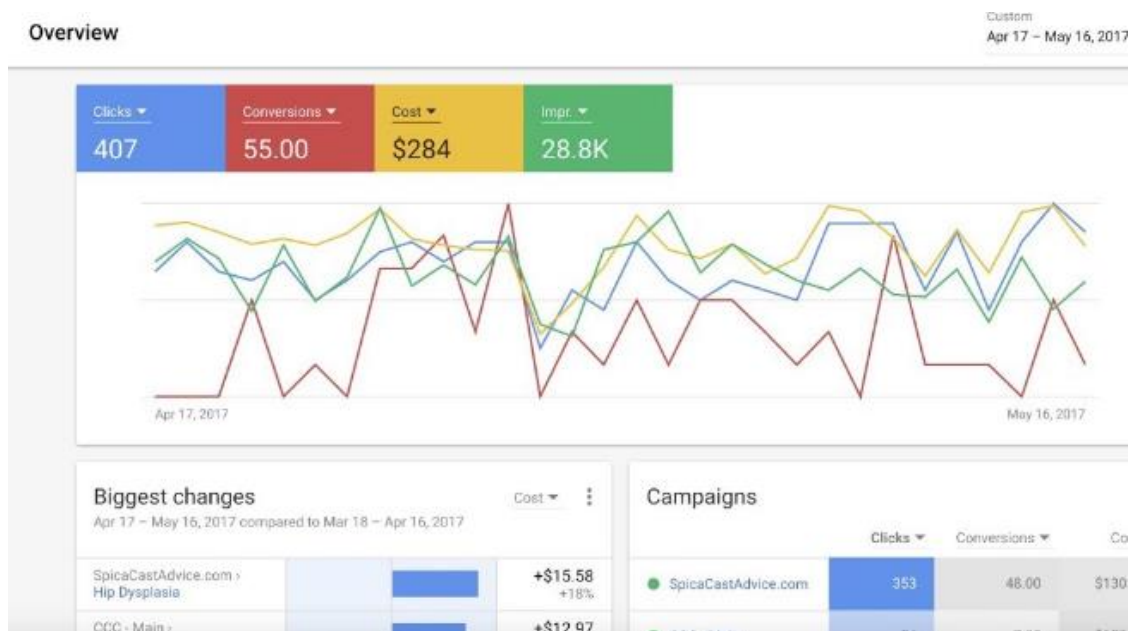 Overview
Custom
Apr 17 – May 16, 2017
Clicks
Conversions
Cost
Impr.
407
55.00
$284
28.8K
Apr 17, 2017
May 16, 2017
Biggest changes
Cost
Apr 17 – May 16, 2017 compared to Mar 18 – Apr 16, 2017
SpicaCastAdvice.com ›
Hip Dysplasia
+$15.58
+18%
CCC - Main ›
+$12.97
Campaigns
Clicks
Conversions
Co
SpicaCastAdvice.com
353
48.00
$130